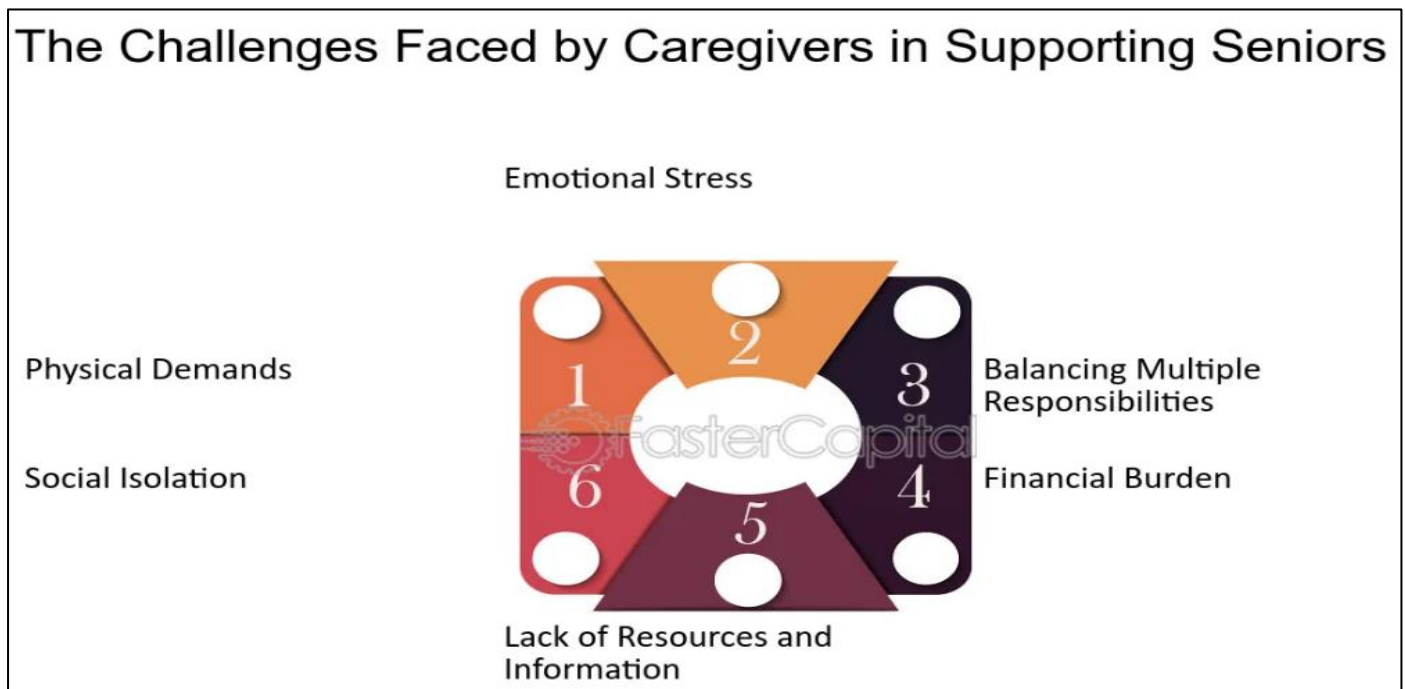 The Challenges Faced by Caregivers in Supporting Seniors
Emotional Stress
2
Physical Demands
1
3
Balancing Multiple
Responsibilities
FasterCapital
Social Isolation
6
4
Financial Burden
5
Lack of Resources and
Information